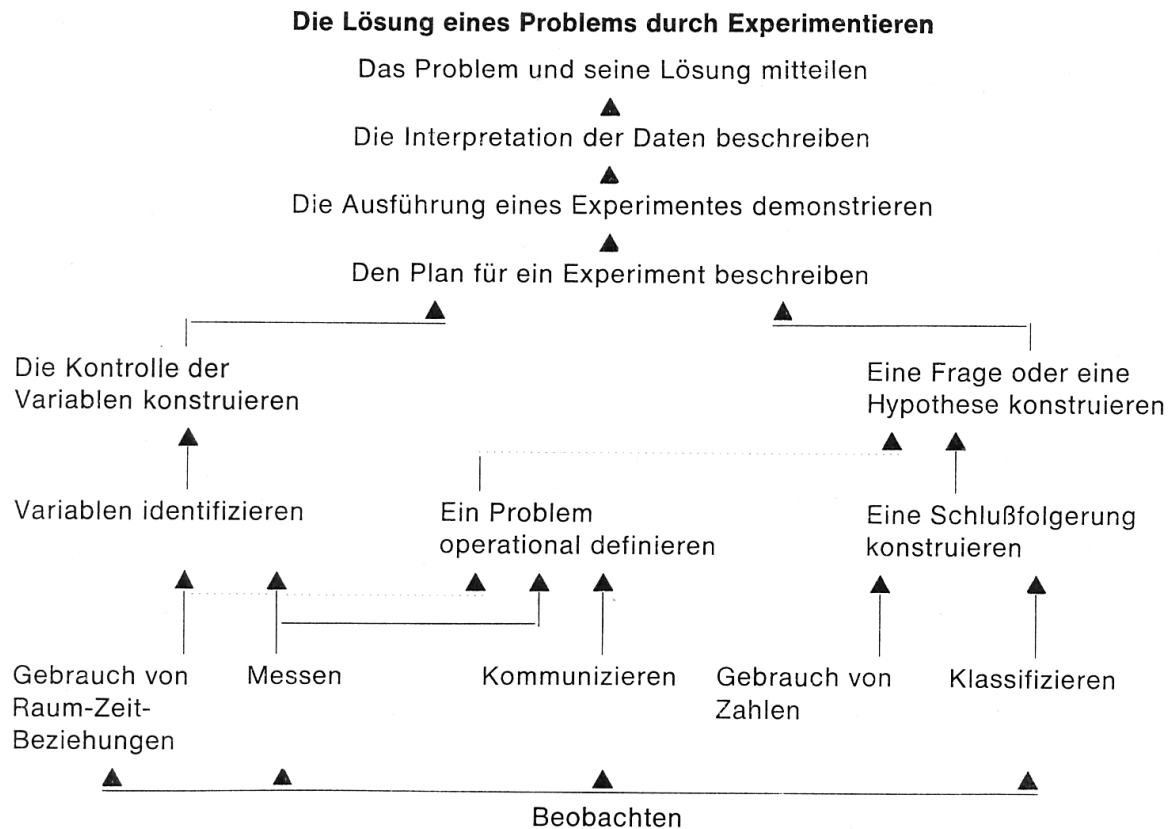 Die Lösung eines Problems durch Experimentieren
Das Problem und seine Lösung mitteilen
Die Interpretation der Daten beschreiben
Die Ausführung eines Experimentes demonstrieren
Den Plan für ein Experiment beschreiben
Die Kontrolle der
Variablen konstruieren
Eine Frage oder eine
Hypothese konstruieren
Variablen identifizieren
Ein Problem
operational definieren
Eine Schlußfolgerung
konstruieren
Gebrauch von
Raum-Zeit-
Beziehungen
Messen
Kommunizieren
Gebrauch von
Zahlen
Klassifizieren
Beobachten